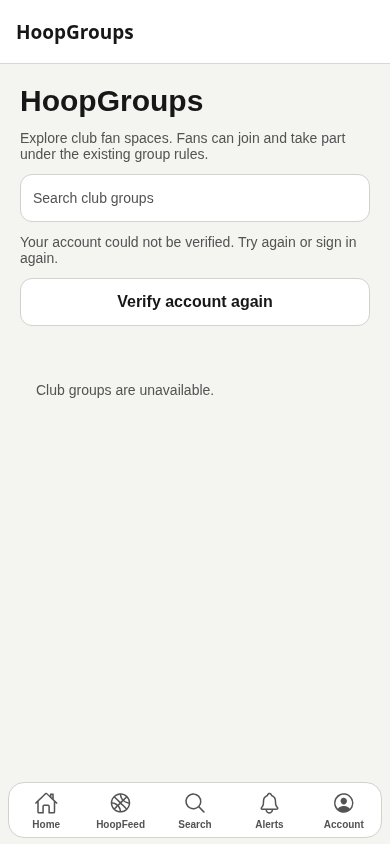 HoopGroups
HoopGroups
Explore club fan spaces. Fans can join and take part
under the existing group rules.
Search club groups
Your account could not be verified. Try again or sign in
again.
Verify account again
Club groups are unavailable.
Home
HoopFeed
Search
Alerts
Account